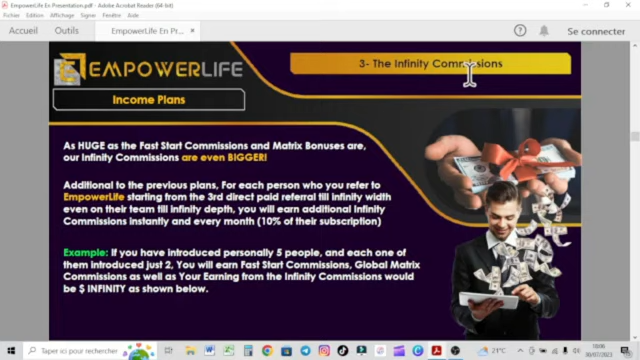 EmpowerLife En Presentation.pdf - Adobe Acrobat Reader (64-bit)
Fichier Edition Affichage Signer Fenêtre Aide
Accueil Outils EmpowerLife En Pr... × Se connecter
EMPOWERLIFE
3- The Infinity Commissions
Income Plans
As HUGE as the Fast Start Commissions and Matrix Bonuses are,
our Infinity Commissions are even BIGGER!
Additional to the previous plans, For each person who you refer to
EmpowerLife starting from the 3rd direct paid referral till infinity width
even on their team till infinity depth, you will earn additional Infinity
Commissions instantly and every month (10% of their subscription)
Example: If you have introduced personally 5 people, and each one of
them introduced just 2, You will earn Fast Start Commissions, Global Matrix
Commissions as well as Your Earning from the Infinity Commissions would
be $ INFINITY as shown below.
Taper ici pour rechercher
21°C
18:06
30/07/2023